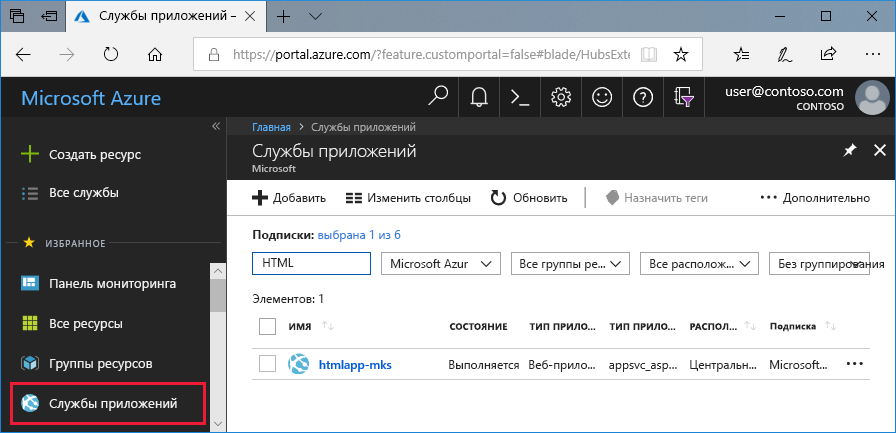 Службы приложений –
https://portal.azure.com/?feature.customportal=false#blade/HubsExte
Microsoft Azure
user@contoso.com
CONTOSO
Создать ресурс
Все службы
ИЗБРАННОЕ
Панель мониторинга
Все ресурсы
Группы ресурсов
Службы приложений
Главная > Службы приложений
Службы приложений
Microsoft
Добавить Изменить столбцы Обновить Назначить теги ••• Дополнительно
Подписки: выбрана 1 из 6
HTML Microsoft Azur Все группы ре... Все располож... Без группирования
Элементов: 1
ИМЯ СОСТОЯНИЕ ТИП ПРИЛО... ТИП ПРИЛО... РАСПОЛ... Подписка
htmlapp-mks Выполняется Веб-прило... appsvc_asp... Центральн... Microsoft... •••